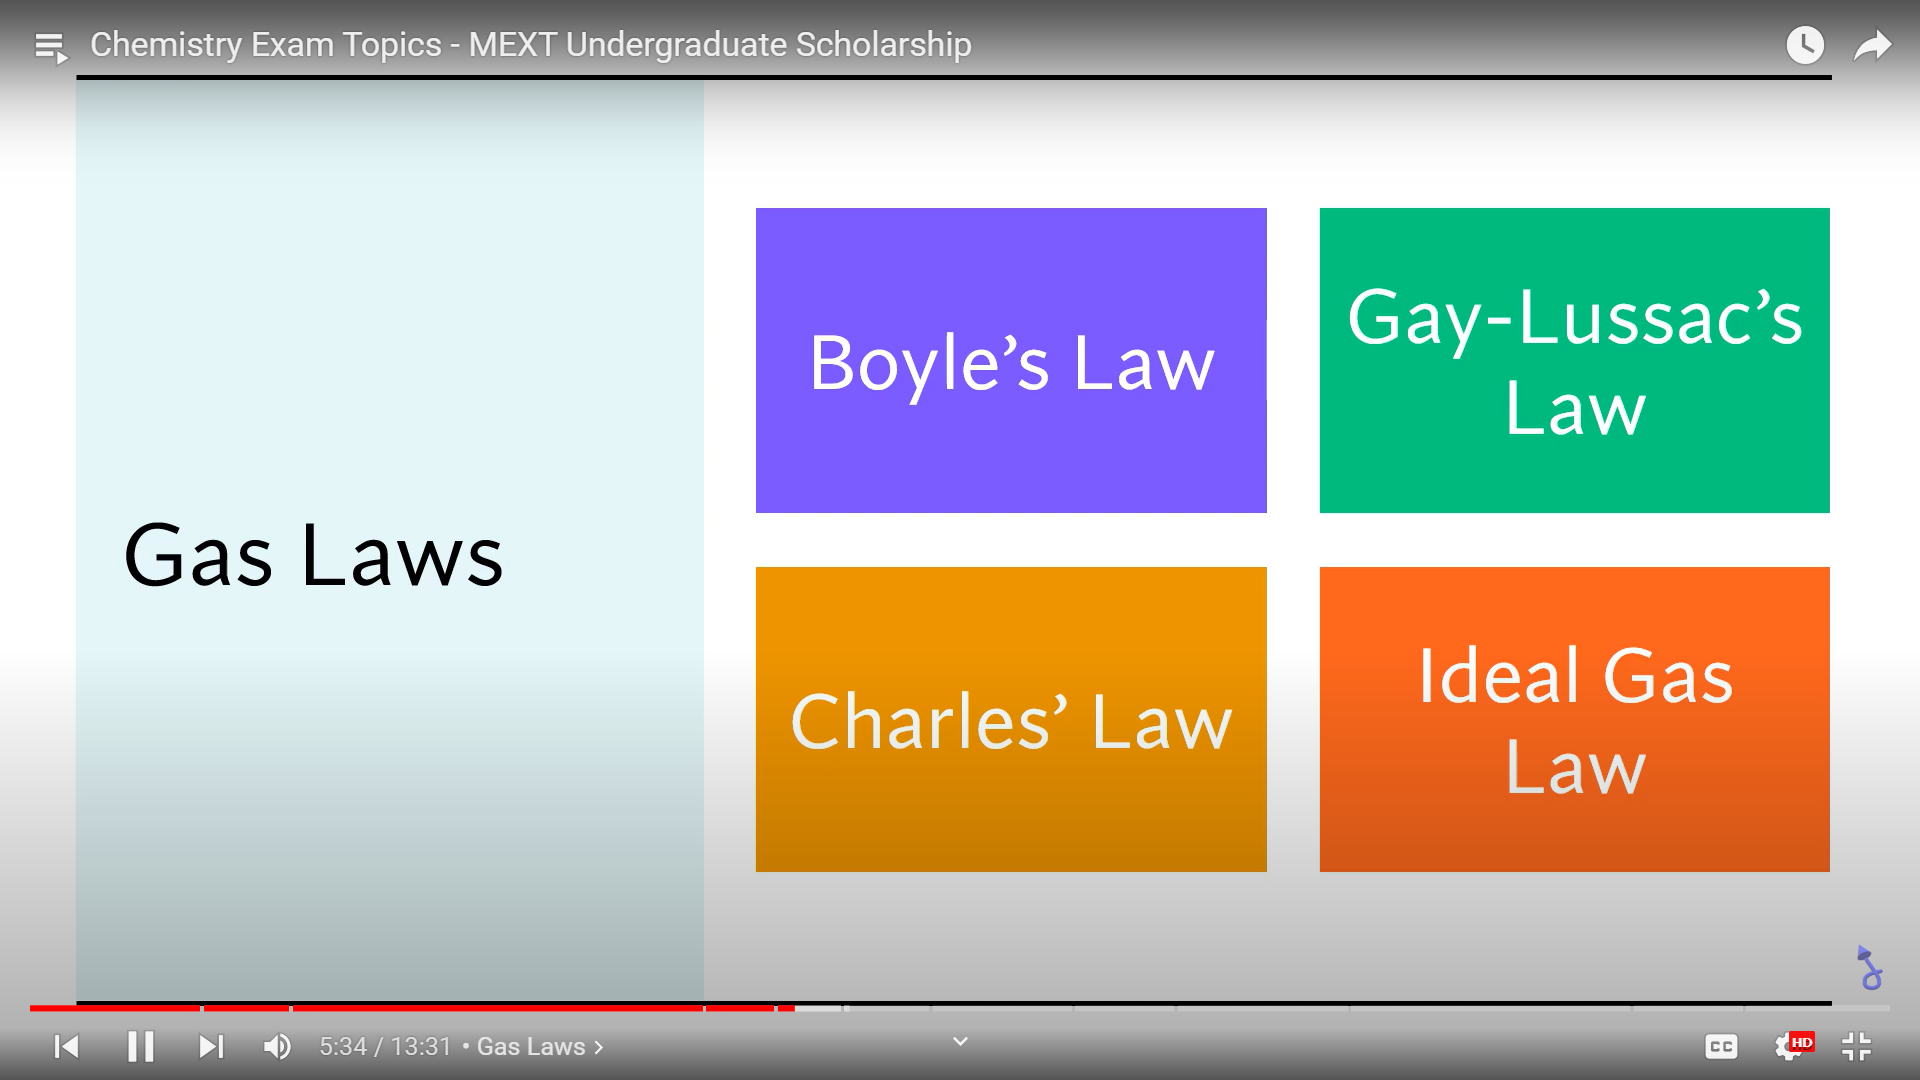 Chemistry Exam Topics - MEXT Undergraduate Scholarship
Gas Laws
Boyle’s Law
Gay-Lussac’s
Law
Charles’ Law
Ideal Gas
Law
5:34 / 13:31 • Gas Laws
CC
HD